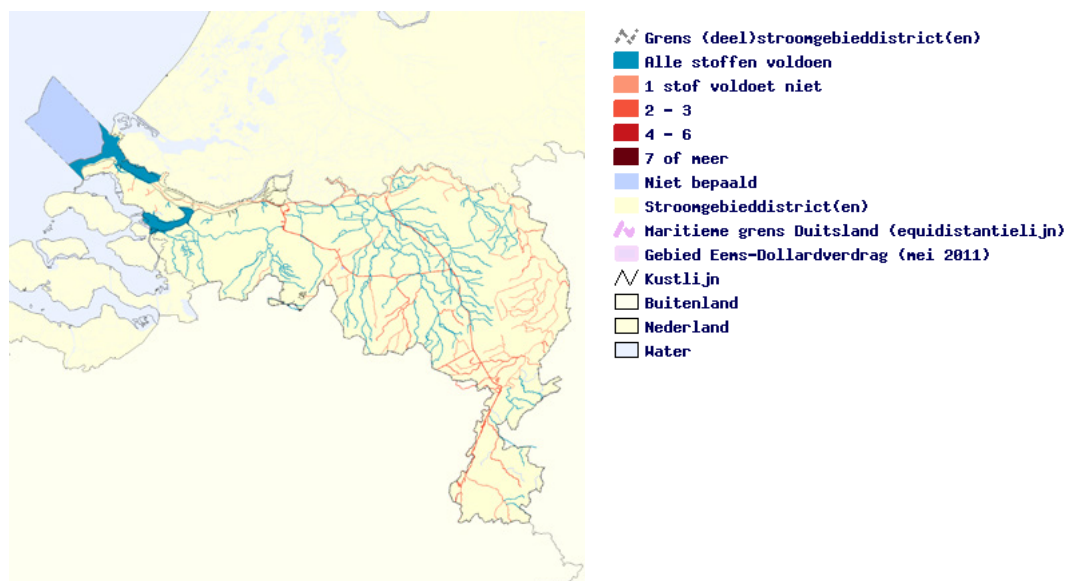 Grens (deel)stroomgebieddistrict(en)
Alle stoffen voldoen
1 stof voldoet niet
2 - 3
4 - 6
7 of meer
Niet bepaald
Stroomgebieddistrict(en)
Maritieme grens Duitsland (equidistantielijn)
Gebied Eems-Dollardverdrag (mei 2011)
Kustlijn
Buitenland
Nederland
Water